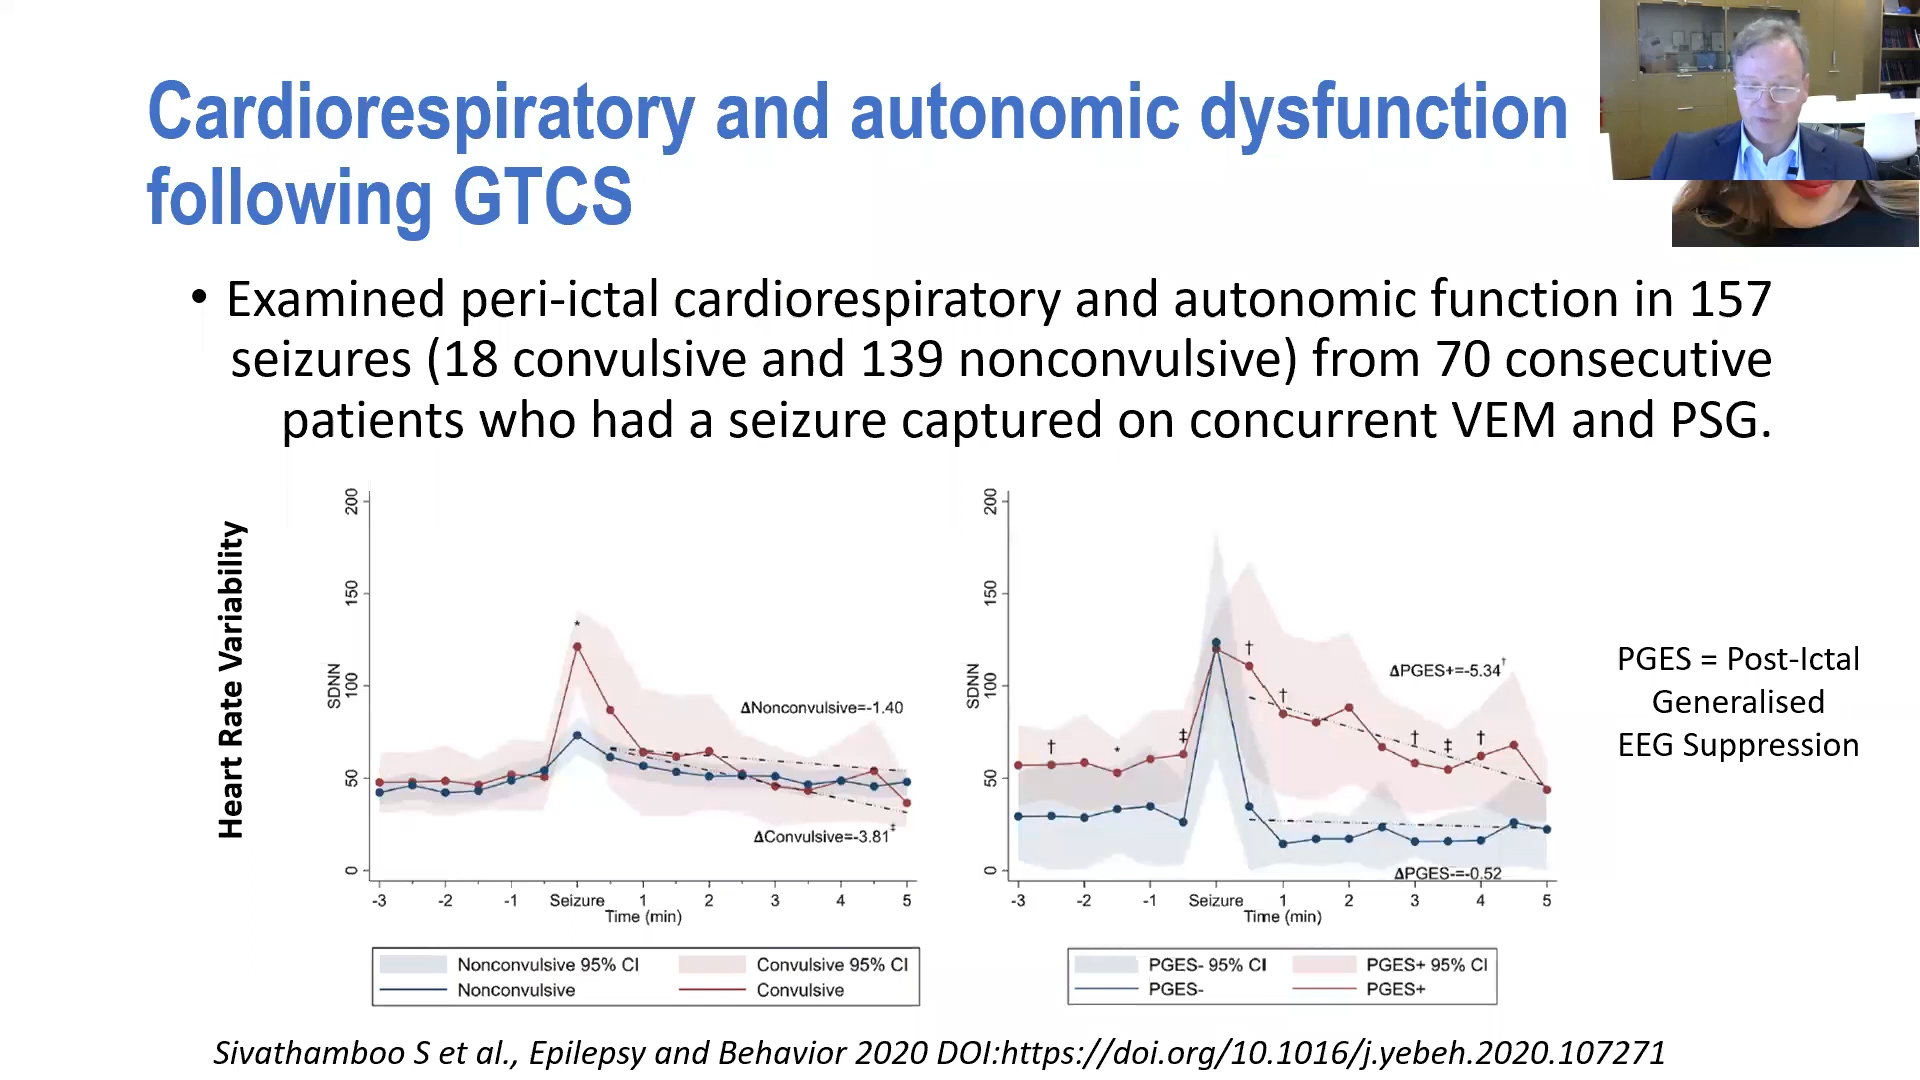 Cardiorespiratory and autonomic dysfunction
following GTCS
• Examined peri-ictal cardiorespiratory and autonomic function in 157
seizures (18 convulsive and 139 nonconvulsive) from 70 consecutive
patients who had a seizure captured on concurrent VEM and PSG.
Heart Rate Variability
SDNN
200
150
100
50
0
*
ΔNonconvulsive=-1.40
ΔConvulsive=-3.81‡
-3 -2 -1 Seizure 1 2 3 4 5
Time (min)
Nonconvulsive 95% CI Convulsive 95% CI
Nonconvulsive Convulsive
SDNN
200
150
100
50
0
† * ‡ † † † ‡ †
ΔPGES+=-5.34†
ΔPGES-=-0.52
-3 -2 -1 Seizure 1 2 3 4 5
Time (min)
PGES- 95% CI PGES+ 95% CI
PGES- PGES+
PGES = Post-Ictal
Generalised
EEG Suppression
Sivathamboo S et al., Epilepsy and Behavior 2020 DOI:https://doi.org/10.1016/j.yebeh.2020.107271